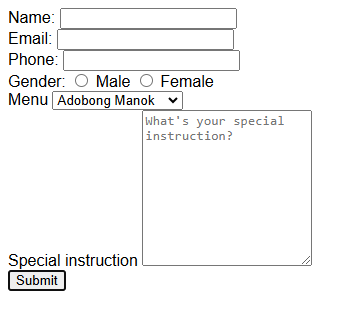 Name:
Email:
Phone:
Gender: Male Female
Menu Adobong Manok
What's your special
instruction?
Special instruction
Submit